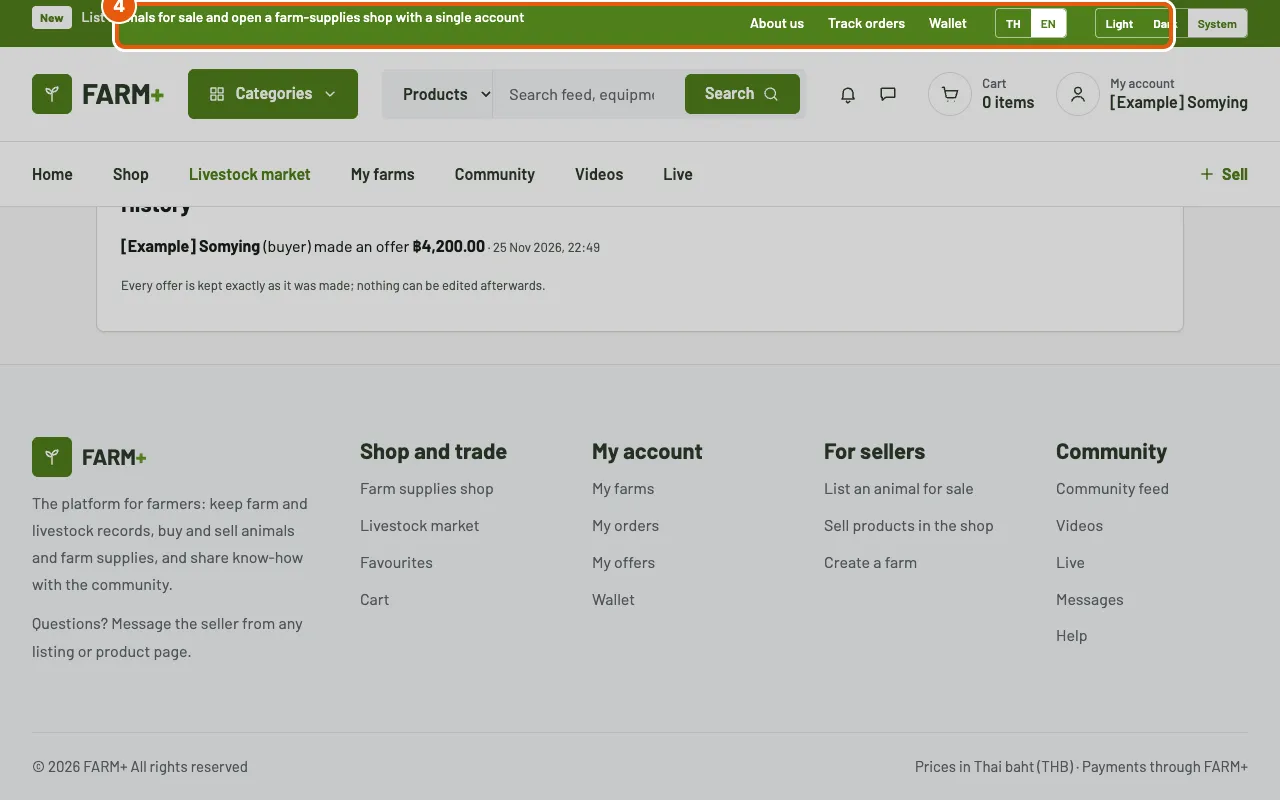 New List
nals for sale and open a farm-supplies shop with a single account
4
About us Track orders Wallet TH EN Light Dark System
FARM+
Categories
Products
Search feed, equipme
Search
Cart
0 items
My account
[Example] Somying
Home Shop Livestock market My farms Community Videos Live + Sell
History
[Example] Somying (buyer) made an offer ฿4,200.00 · 25 Nov 2026, 22:49
Every offer is kept exactly as it was made; nothing can be edited afterwards.
FARM+
The platform for farmers: keep farm and
livestock records, buy and sell animals
and farm supplies, and share know-how
with the community.
Questions? Message the seller from any
listing or product page.
Shop and trade
Farm supplies shop
Livestock market
Favourites
Cart
My account
My farms
My orders
My offers
Wallet
For sellers
List an animal for sale
Sell products in the shop
Create a farm
Community
Community feed
Videos
Live
Messages
Help
© 2026 FARM+ All rights reserved
Prices in Thai baht (THB) · Payments through FARM+